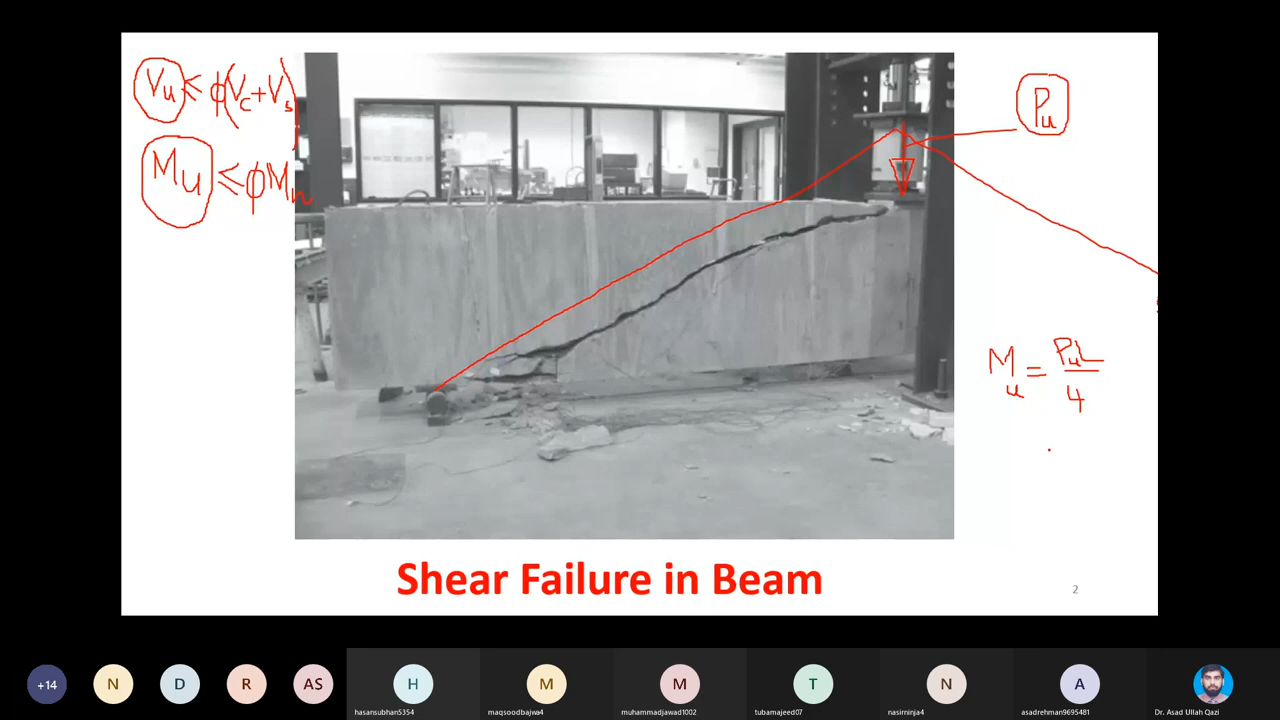 Vu ≤ ϕ(Vc+Vs)
Mu ≤ ϕMn
Pu
Mu = PuL/4
Shear Failure in Beam
2
+14
N
D
R
AS
H
M
M
T
N
A
hasansubhan5354
maqsoodbajwa4
muhammadjawad1002
tubamajeed07
nasirninja4
asadrehman9695481
Dr. Asad Ullah Qazi